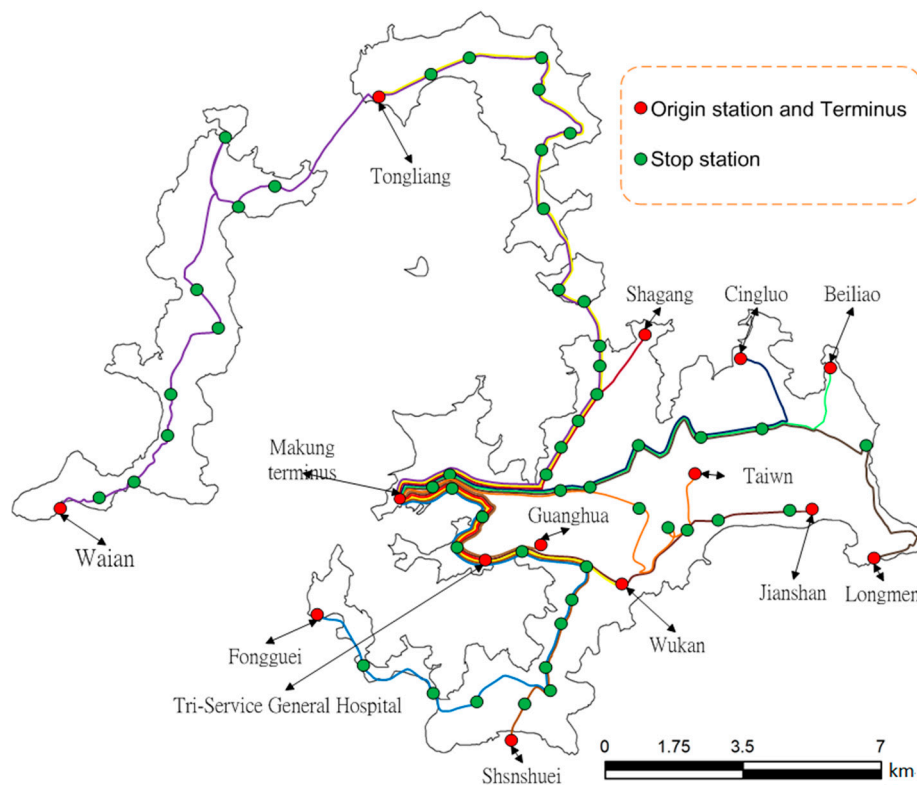 Origin station and Terminus
Stop station
Tongliang
Shagang
Cingluo
Beiliao
Makung
terminus
Taiwn
Guanghua
Waian
Jianshan
Longmen
Wukan
Fongguei
Tri-Service General Hospital
Shsnshuei
0 1.75 3.5 7
km